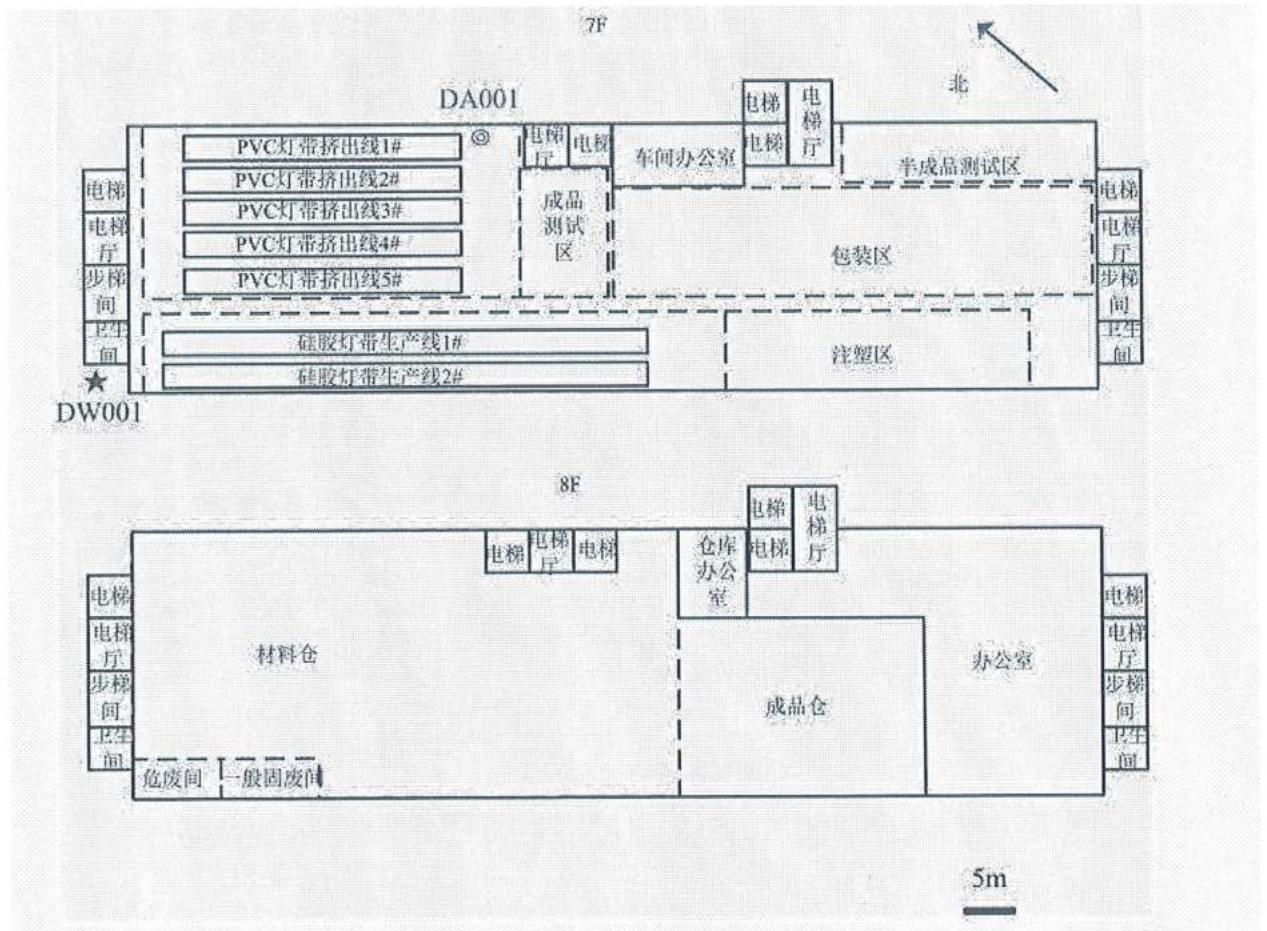 7F
北
DA001
电梯
电梯
厅
电梯
PVC灯带挤出线1#
PVC灯带挤出线2#
PVC灯带挤出线3#
PVC灯带挤出线4#
PVC灯带挤出线5#
电梯
厅
电梯
成品
测试
区
车间办公室
电梯
半成品测试区
包装区
电梯
电梯
厅
步梯
间
卫生
间
电梯
电梯
厅
步梯
间
卫生
间
硅胶灯带生产线1#
硅胶灯带生产线2#
注塑区
DW001
8F
电梯
电梯
厅
电梯
电梯
电梯
厅
电梯
仓库
办公
室
电梯
电梯
厅
步梯
间
卫生
间
材料仓
成品仓
办公室
电梯
电梯
厅
步梯
间
卫生
间
危废间
一般固废间
5m